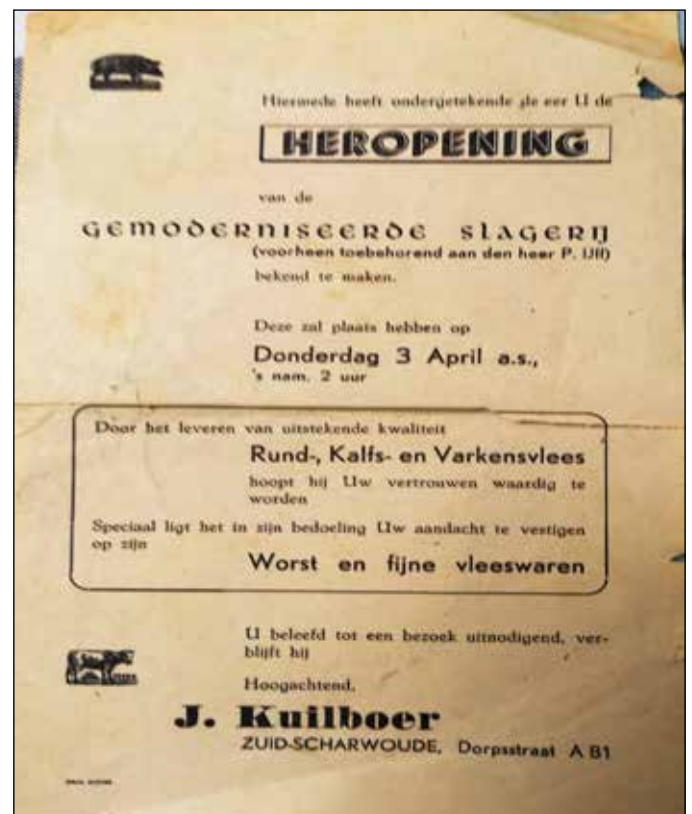 Hiermede heeft ondergetekende de eer U de
HEROPENING
van de
GEMODERNISEERDE SLAGERIJ
(voorheen toebehorend aan den heer P. IJff)
bekend te maken.
Deze zal plaats hebben op
Donderdag 3 April a.s.,
's nam. 2 uur
Door het leveren van uitstekende kwaliteit
Rund-, Kalfs- en Varkensvlees
hoopt hij Uw vertrouwen waardig te
worden
Speciaal ligt het in zijn bedoeling Uw aandacht te vestigen
op zijn
Worst en fijne vleeswaren
U beleefd tot een bezoek uitnodigend, ver-
blijft hij
Hoogachtend,
J. Kuilboer
ZUID-SCHARWOUDE, Dorpsstraat A 81